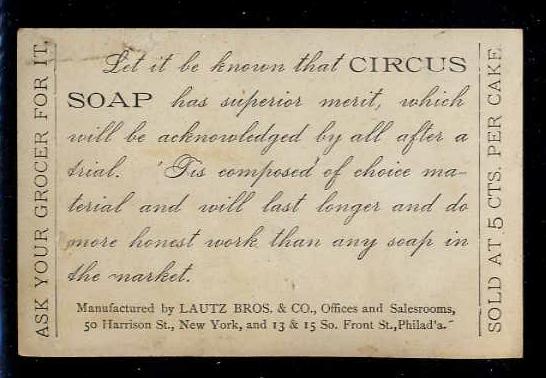 ASK YOUR GROCER FOR IT,
Let it be known that CIRCUS
SOAP has superior merit, which
will be acknowledged by all after a
trial. 'Tis composed of choice ma-
terial and will last longer and do
more honest work than any soap in
the market.
Manufactured by LAUTZ BROS. & CO., Offices and Salesrooms,
50 Harrison St., New York, and 13 & 15 So. Front St., Philad'a.
SOLD AT 5 CTS. PER CAKE